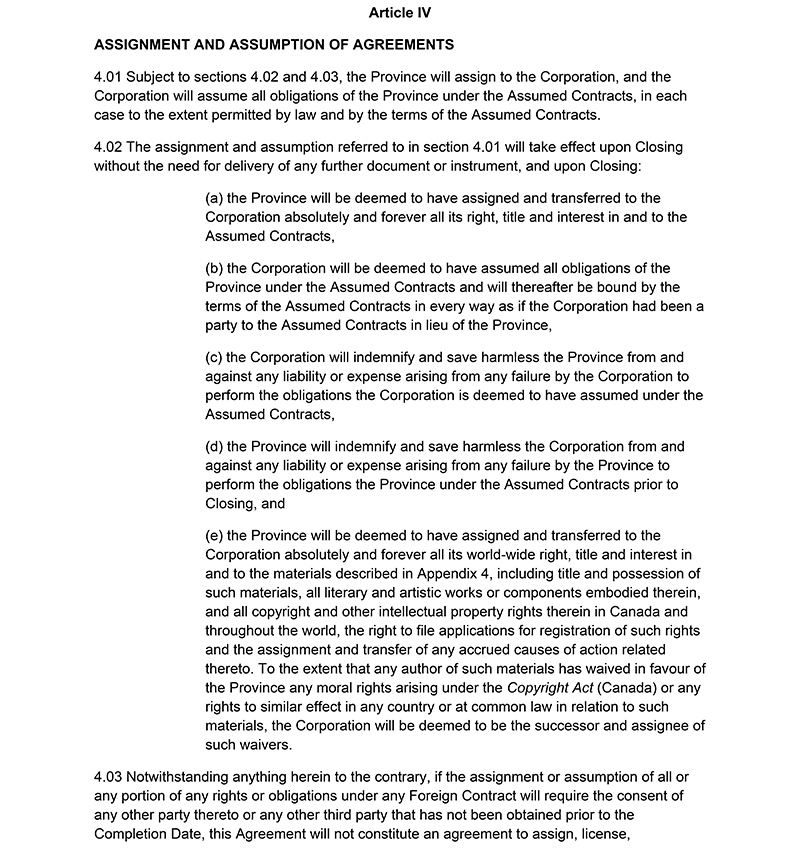 Article IV
ASSIGNMENT AND ASSUMPTION OF AGREEMENTS
4.01 Subject to sections 4.02 and 4.03, the Province will assign to the Corporation, and the
Corporation will assume all obligations of the Province under the Assumed Contracts, in each
case to the extent permitted by law and by the terms of the Assumed Contracts.
4.02 The assignment and assumption referred to in section 4.01 will take effect upon Closing
without the need for delivery of any further document or instrument, and upon Closing:
(a) the Province will be deemed to have assigned and transferred to the
Corporation absolutely and forever all its right, title and interest in and to the
Assumed Contracts,
(b) the Corporation will be deemed to have assumed all obligations of the
Province under the Assumed Contracts and will thereafter be bound by the
terms of the Assumed Contracts in every way as if the Corporation had been a
party to the Assumed Contracts in lieu of the Province,
(c) the Corporation will indemnify and save harmless the Province from and
against any liability or expense arising from any failure by the Corporation to
perform the obligations the Corporation is deemed to have assumed under the
Assumed Contracts,
(d) the Province will indemnify and save harmless the Corporation from and
against any liability or expense arising from any failure by the Province to
perform the obligations the Province under the Assumed Contracts prior to
Closing, and
(e) the Province will be deemed to have assigned and transferred to the
Corporation absolutely and forever all its world-wide right, title and interest in
and to the materials described in Appendix 4, including title and possession of
such materials, all literary and artistic works or components embodied therein,
and all copyright and other intellectual property rights therein in Canada and
throughout the world, the right to file applications for registration of such rights
and the assignment and transfer of any accrued causes of action related
thereto. To the extent that any author of such materials has waived in favour of
the Province any moral rights arising under the Copyright Act (Canada) or any
rights to similar effect in any country or at common law in relation to such
materials, the Corporation will be deemed to be the successor and assignee of
such waivers.
4.03 Notwithstanding anything herein to the contrary, if the assignment or assumption of all or
any portion of any rights or obligations under any Foreign Contract will require the consent of
any other party thereto or any other third party that has not been obtained prior to the
Completion Date, this Agreement will not constitute an agreement to assign, license,